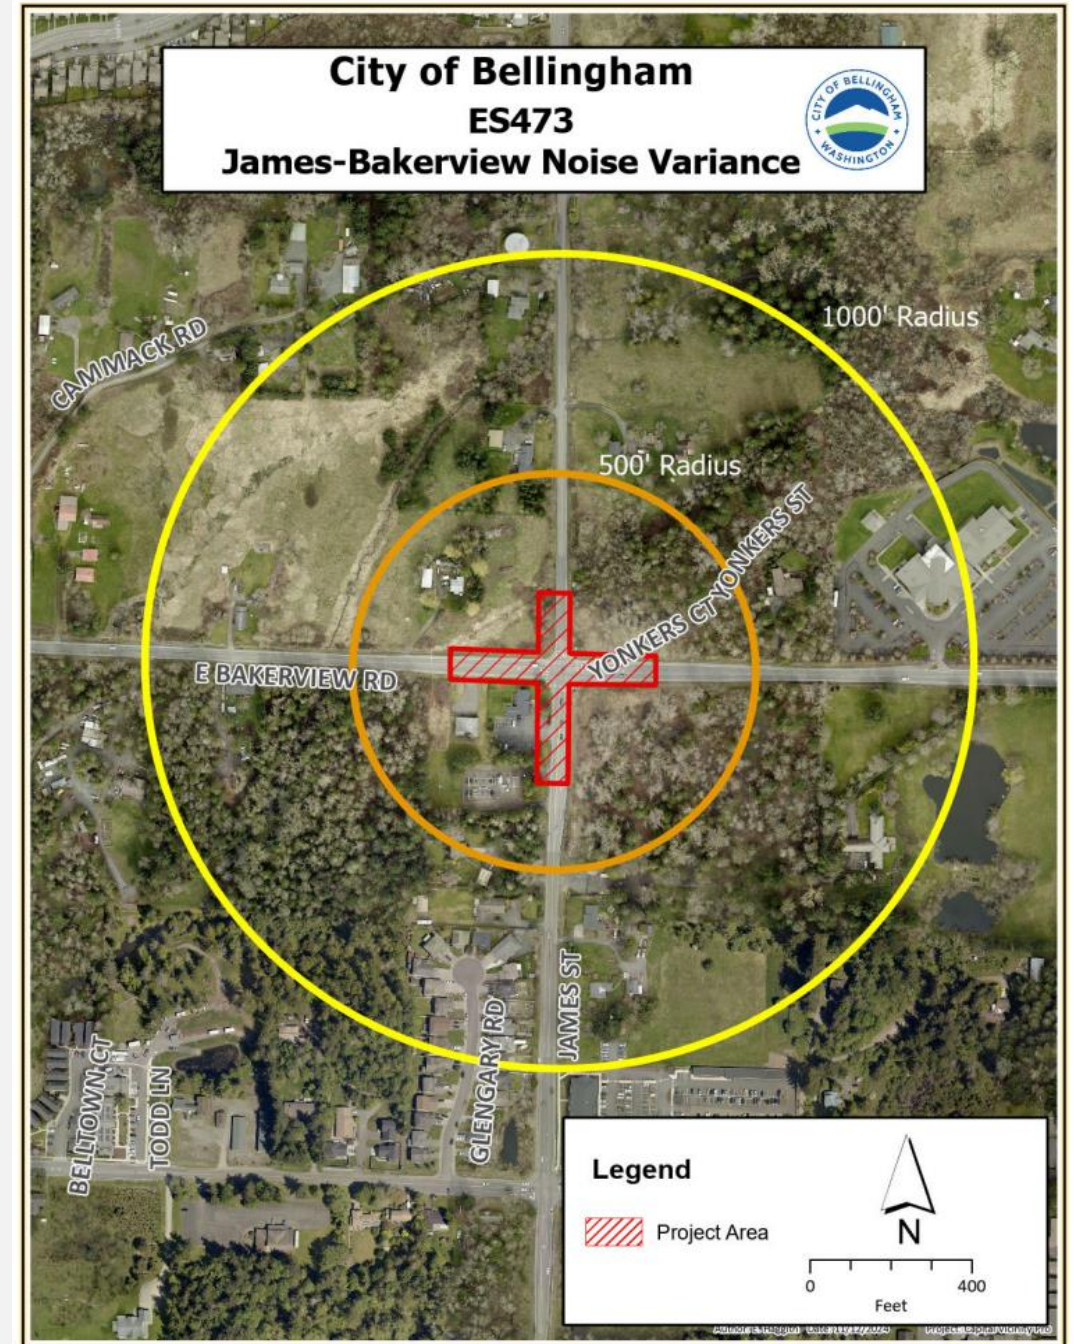 City of Bellingham
ES473
James-Bakerview Noise Variance
CITY OF BELLINGHAM
WASHINGTON
1000' Radius
CAMMACK RD
500' Radius
YONKERS CT YONKERS ST
E BAKERVIEW RD
JAMES ST
GLENGARY RD
BELLTOWN CT
TODD LN
Legend
Project Area
N
0 400
Feet